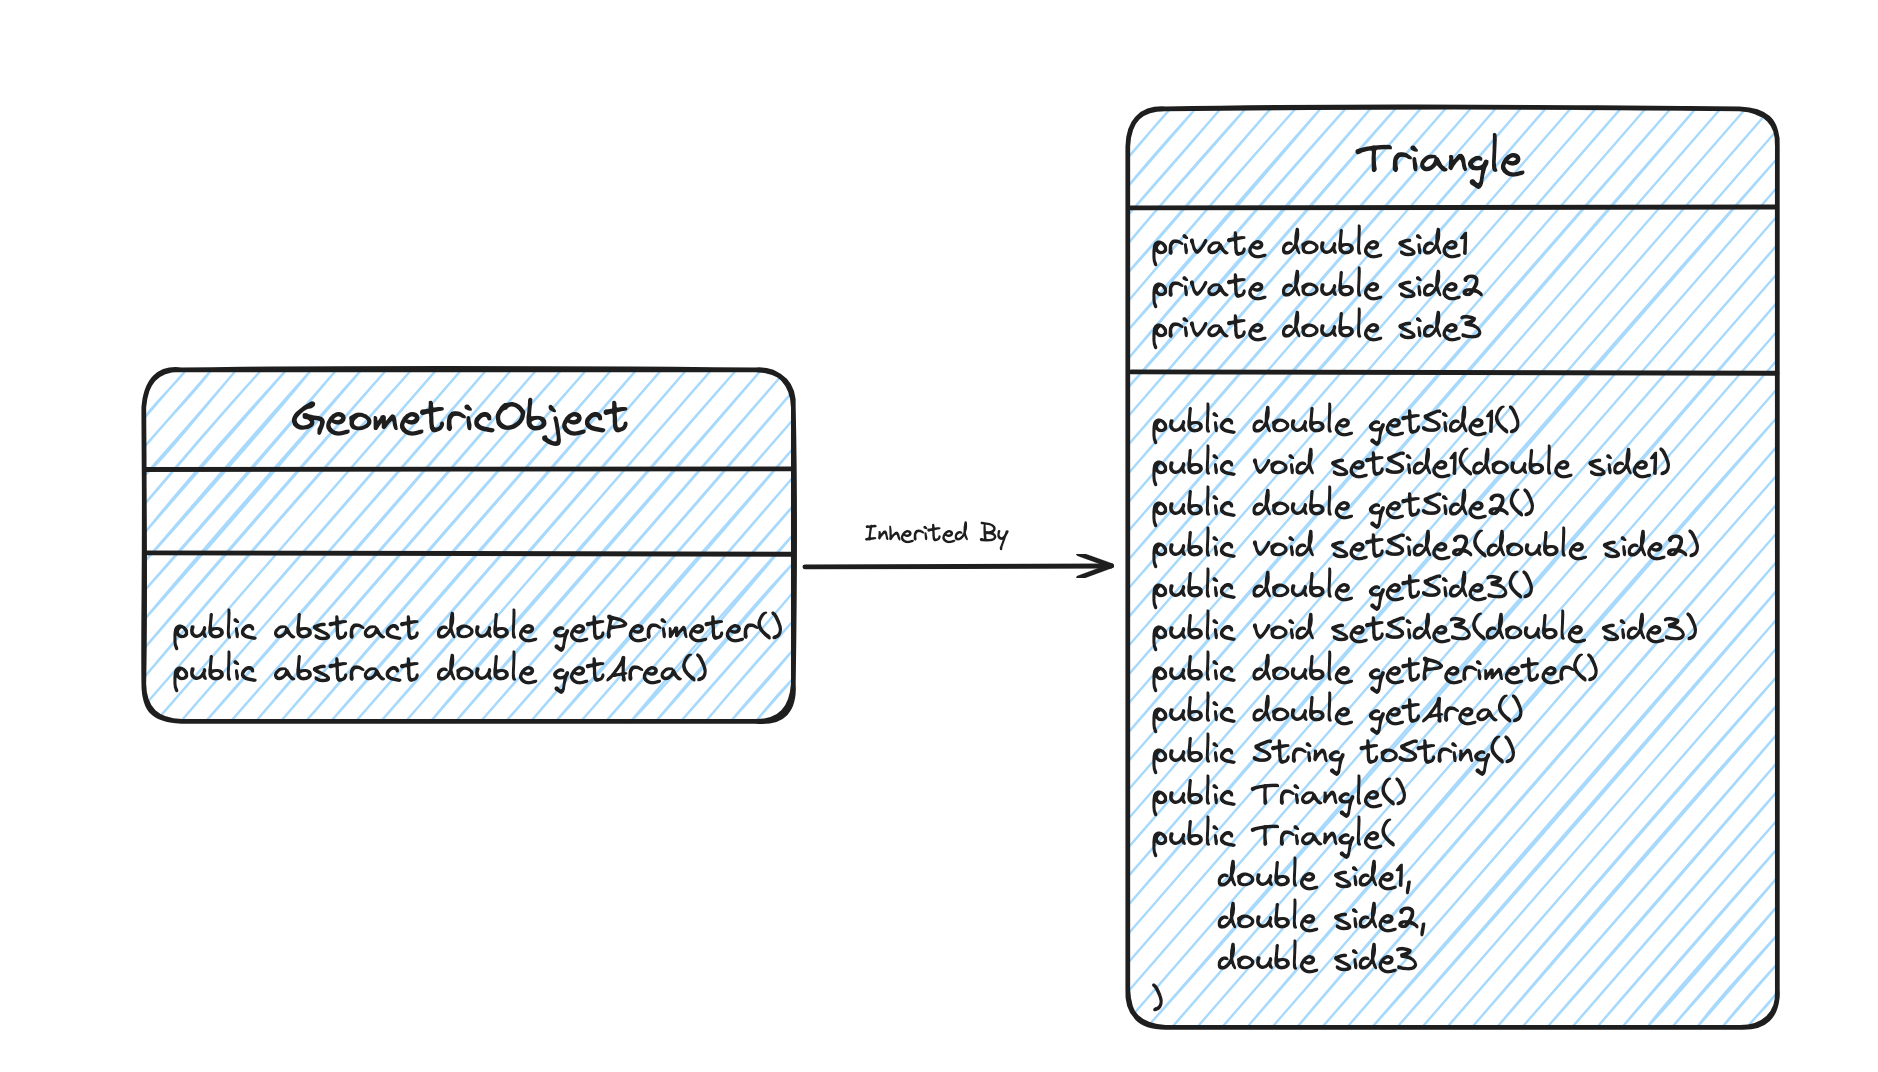 GeometricObject
public abstract double getPerimeter()
public abstract double getArea()
Inherited By
Triangle
private double side1
private double side2
private double side3
public double getSide1()
public void setSide1(double side1)
public double getSide2()
public void setSide2(double side2)
public double getSide3()
public void setSide3(double side3)
public double getPerimeter()
public double getArea()
public String toString()
public Triangle()
public Triangle(
double side1,
double side2,
double side3
)